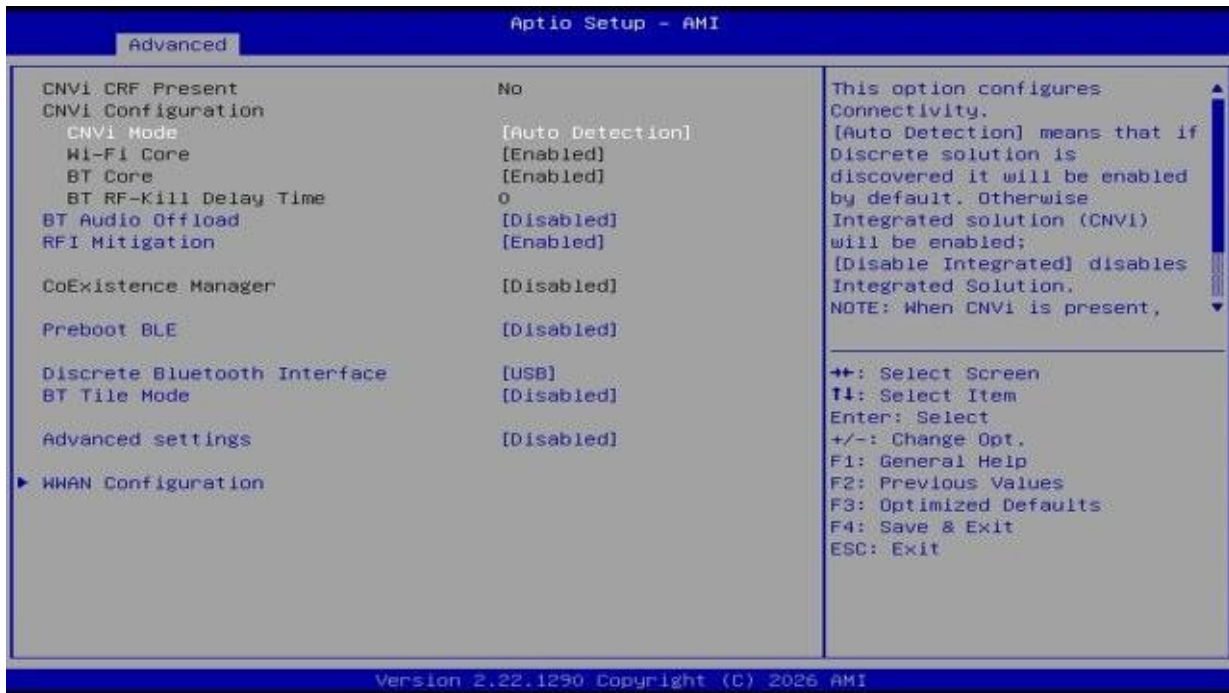 Aptio Setup - AMI
Advanced
CNVi CRF Present No
CNVi Configuration
CNVi Mode [Auto Detection]
Wi-Fi Core [Enabled]
BT Core [Enabled]
BT RF-Kill Delay Time 0
BT Audio Offload [Disabled]
RFI Mitigation [Enabled]
CoExistence Manager [Disabled]
Preboot BLE [Disabled]
Discrete Bluetooth Interface [USB]
BT Tile Mode [Disabled]
Advanced settings [Disabled]
WWAN Configuration
This option configures
Connectivity.
[Auto Detection] means that if
Discrete solution is
discovered it will be enabled
by default. Otherwise
Integrated solution (CNVi)
will be enabled;
[Disable Integrated] disables
Integrated Solution.
NOTE: When CNVi is present,
→←: Select Screen
↑↓: Select Item
Enter: Select
+/-: Change Opt.
F1: General Help
F2: Previous Values
F3: Optimized Defaults
F4: Save & Exit
ESC: Exit
Version 2.22.1290 Copyright (C) 2026 AMI